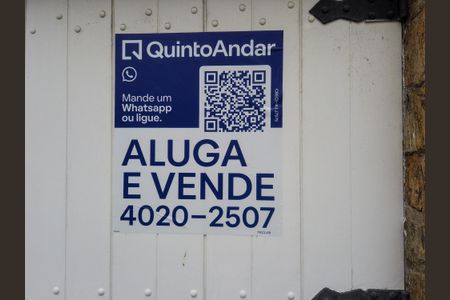 QuintoAndar
Mande um
Whatsapp
ou ligue.
ALUGA
E VENDE
4020-2507